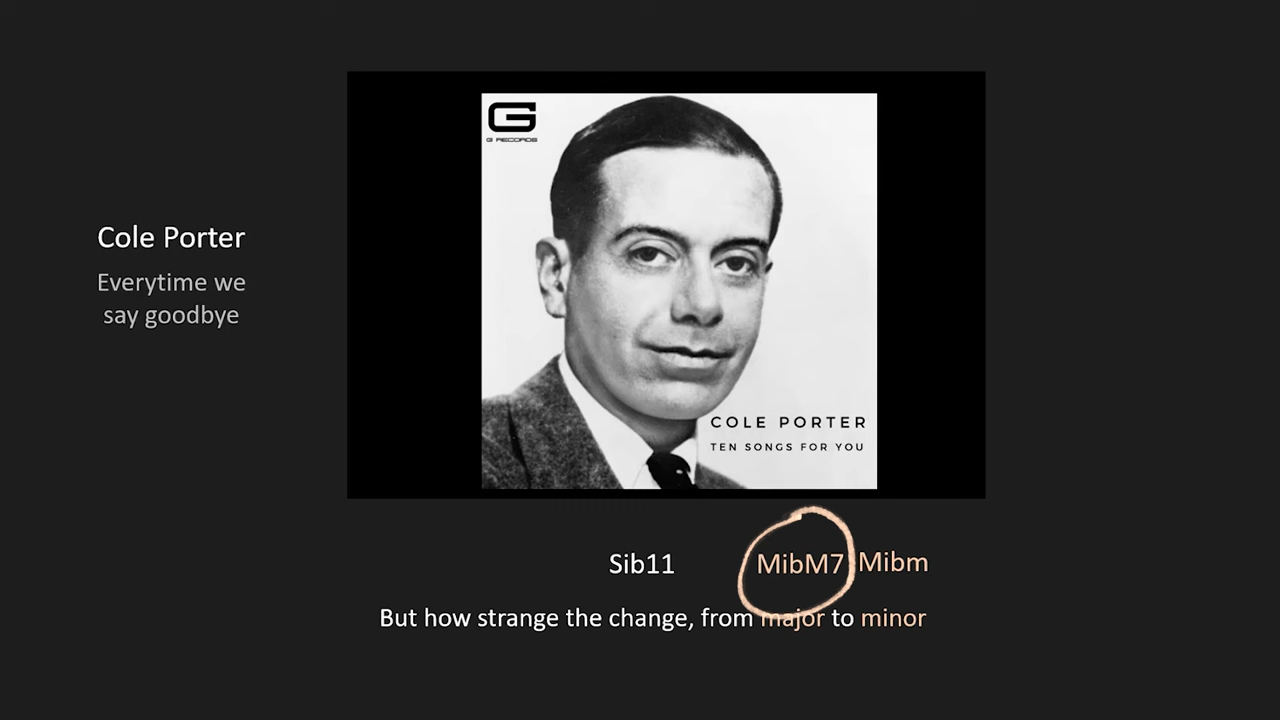 Cole Porter
Everytime we
say goodbye
G RECORDS
COLE PORTER
TEN SONGS FOR YOU
Sib11 MibM7 Mibm
But how strange the change, from major to minor